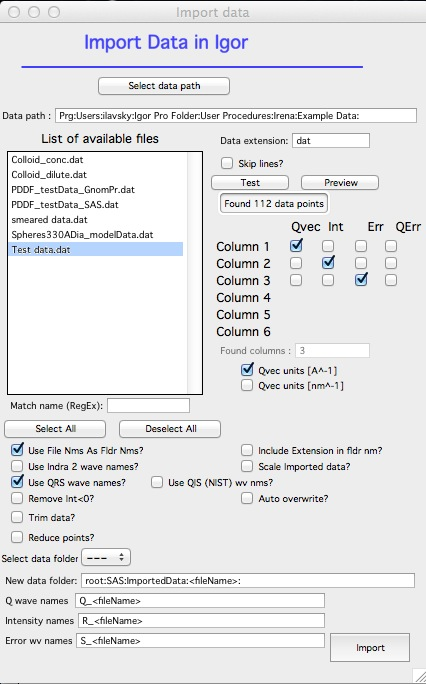 Import data
Import Data in Igor
Select data path
Data path : Prg:Users:ilavsky:Igor Pro Folder:User Procedures:Irena:Example Data:
List of available files
Data extension: dat
Colloid_conc.dat
Colloid_dilute.dat
PDDF_testData_GnomPr.dat
PDDF_testData_SAS.dat
smeared data.dat
Spheres330ADia_modelData.dat
Test data.dat
Skip lines?
Test Preview
Found 112 data points
Qvec Int Err QErr
Column 1
Column 2
Column 3
Column 4
Column 5
Column 6
Found columns : 3
Qvec units [A^-1]
Qvec units [nm^-1]
Match name (RegEx):
Select All Deselect All
Use File Nms As Fldr Nms? Include Extension in fldr nm?
Use Indra 2 wave names? Scale Imported data?
Use QRS wave names? Use QIS (NIST) wv nms?
Remove Int<0? Auto overwrite?
Trim data?
Reduce points?
Select data folder ---
New data folder: root:SAS:ImportedData:<fileName>:
Q wave names Q_<fileName>
Intensity names R_<fileName>
Error wv names S_<fileName>
Import